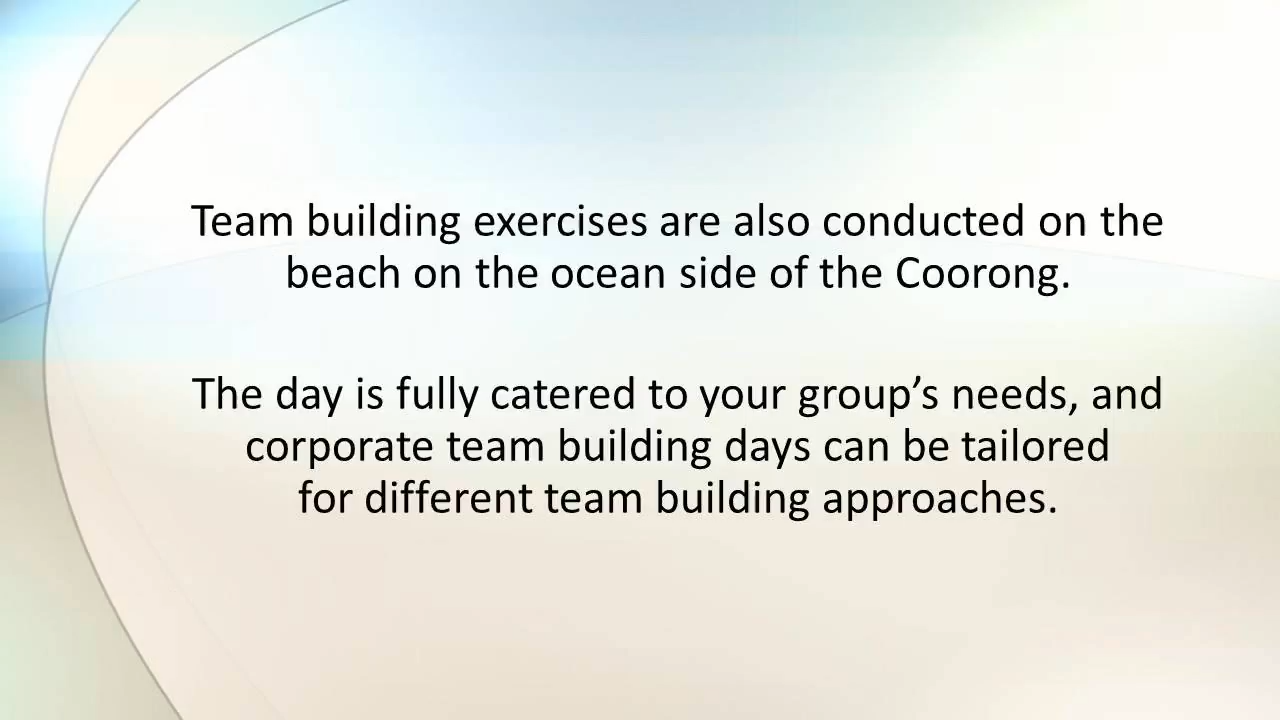 Team building exercises are also conducted on the
beach on the ocean side of the Coorong.
The day is fully catered to your group’s needs, and
corporate team building days can be tailored
for different team building approaches.